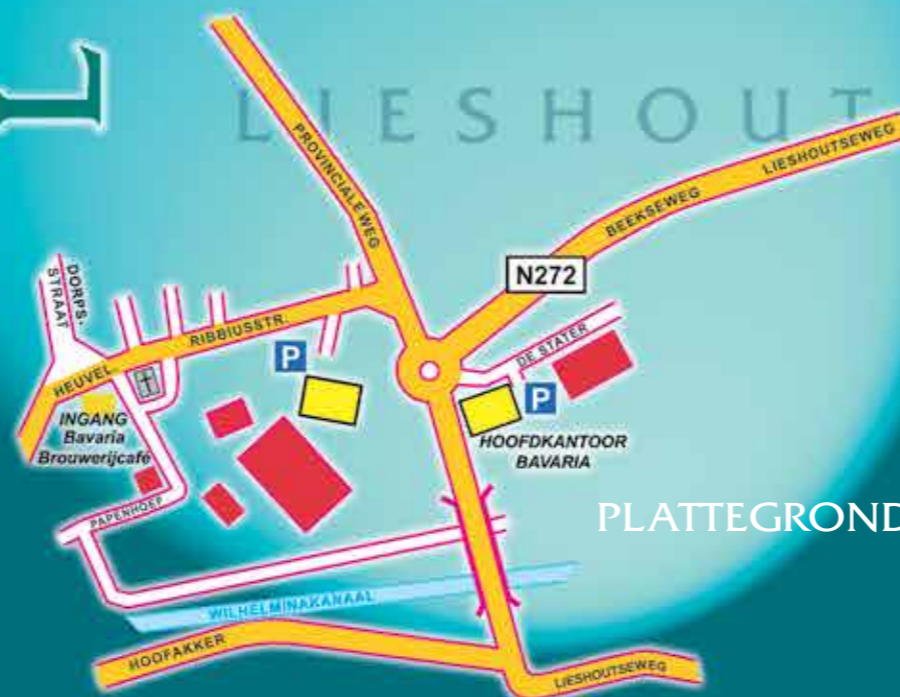 L
LIESHOUT
PROVINCIALEWEG
LIESHOUTSEWEG
BEEKSEWEG
N272
DORPS-
STRAAT
RIBBIUSSTR.
DE STATER
P
HEUVEL
P
INGANG
Bavaria
Brouwerijcafé
HOOFDKANTOOR
BAVARIA
PAPENHOEF
PLATTEGROND
WILHELMINAKANAAL
HOOFAKKER
LIESHOUTSEWEG